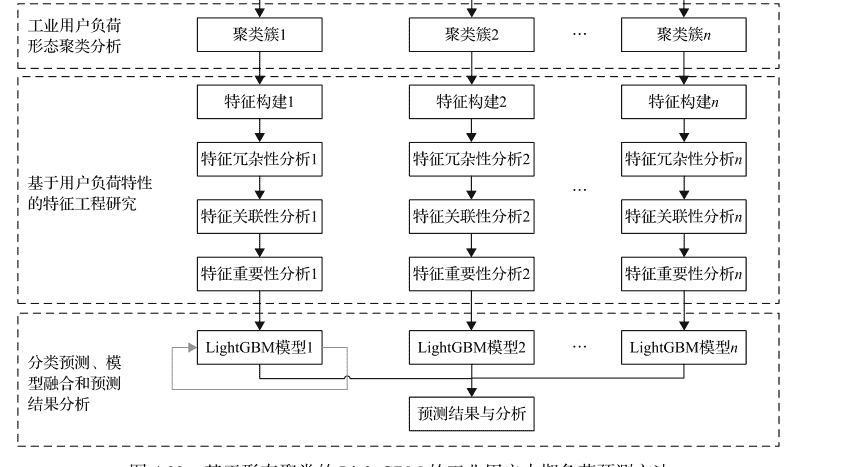 工业用户负荷
形态聚类分析
聚类簇1
聚类簇2
···
聚类簇n
基于用户负荷特性
的特征工程研究
特征构建1
特征构建2
特征构建n
特征冗杂性分析1
特征冗杂性分析2
特征冗杂性分析n
···
特征关联性分析1
特征关联性分析2
特征关联性分析n
特征重要性分析1
特征重要性分析2
特征重要性分析n
分类预测、模
型融合和预测
结果分析
LightGBM模型1
LightGBM模型2
···
LightGBM模型n
预测结果与分析